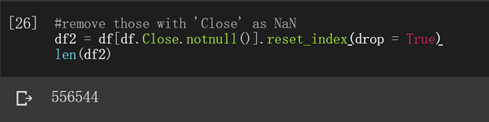 [26] #remove those with 'Close' as NaN
df2 = df[df.Close.notnull()].reset_index(drop = True)
len(df2)
556544